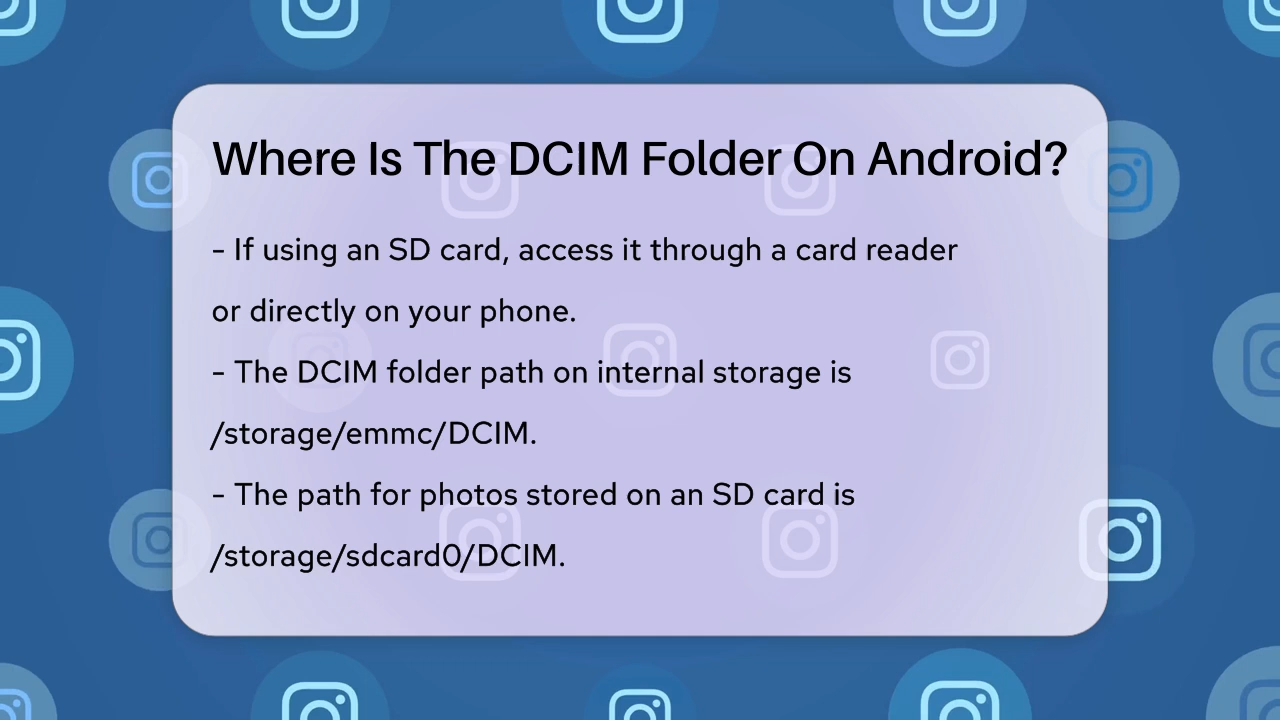 Where Is The DCIM Folder On Android?
- If using an SD card, access it through a card reader
or directly on your phone.
- The DCIM folder path on internal storage is
/storage/emmc/DCIM.
- The path for photos stored on an SD card is
/storage/sdcard0/DCIM.